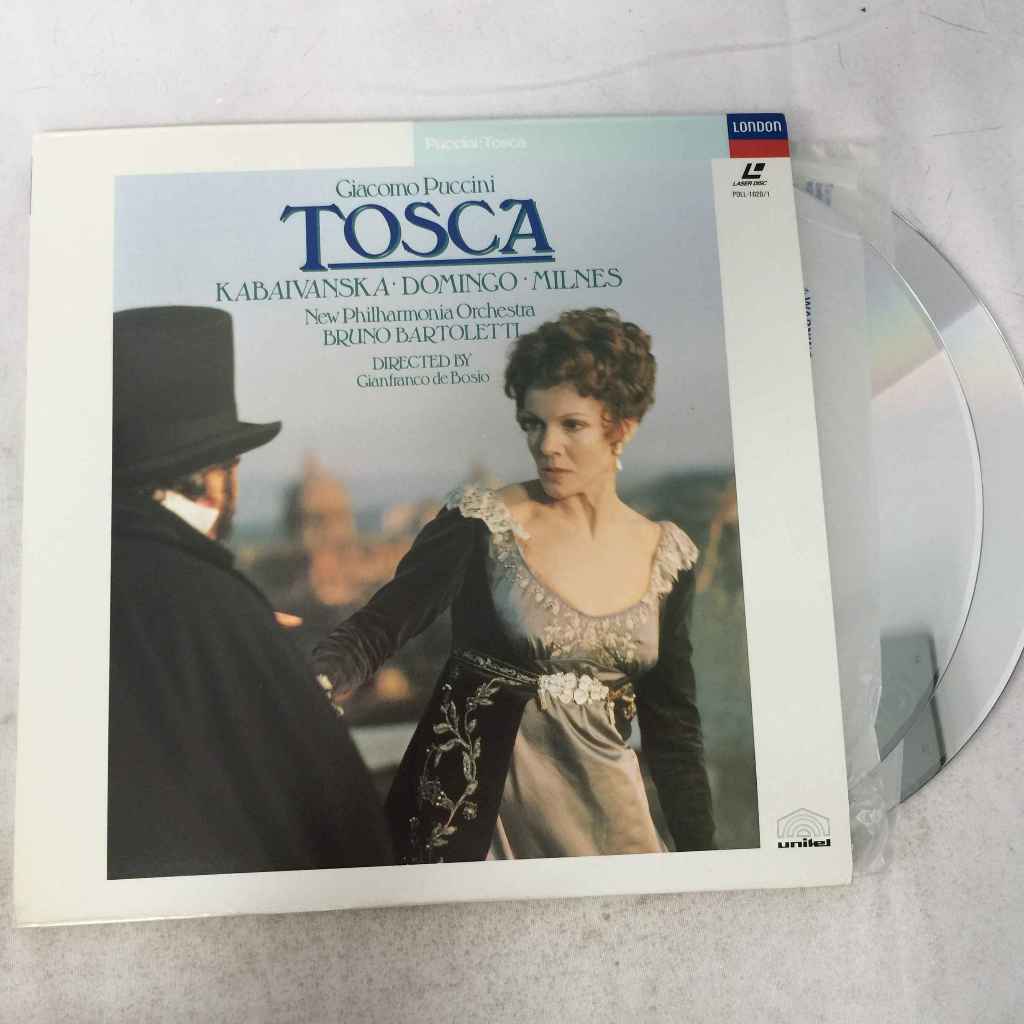 Puccini:Tosca
LONDON
LASER DISC
PDLL-1020/1
Giacomo Puccini
TOSCA
KABAIVANSKA · DOMINGO · MILNES
New Philharmonia Orchestra
BRUNO BARTOLETTI
DIRECTED BY
Gianfranco de Bosio
unitel